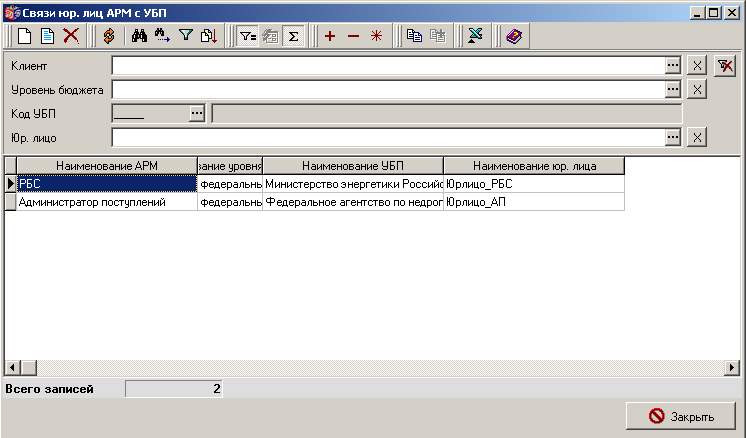 Связи юр. лиц АРМ с УБП
Клиент
Уровень бюджета
Код УБП _____
Юр. лицо
Наименование АРМ звание уровня Наименование УБП Наименование юр. лица
РБС федеральны Министерство энергетики Российс Юрлицо_РБС
Администратор поступлений федеральны Федеральное агентство по недрог Юрлицо_АП
Всего записей 2
Закрыть